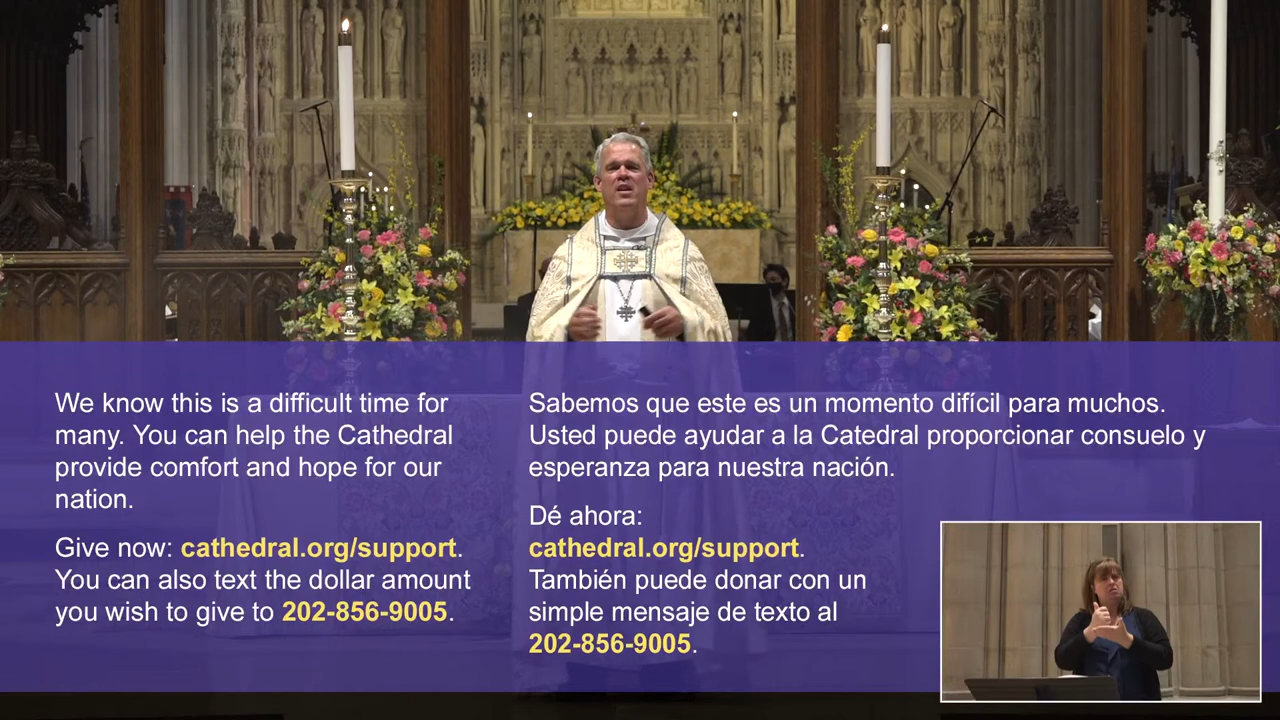 We know this is a difficult time for
many. You can help the Cathedral
provide comfort and hope for our
nation.
Give now: cathedral.org/support.
You can also text the dollar amount
you wish to give to 202-856-9005.
Sabemos que este es un momento difícil para muchos.
Usted puede ayudar a la Catedral proporcionar consuelo y
esperanza para nuestra nación.
Dé ahora:
cathedral.org/support.
También puede donar con un
simple mensaje de texto al
202-856-9005.